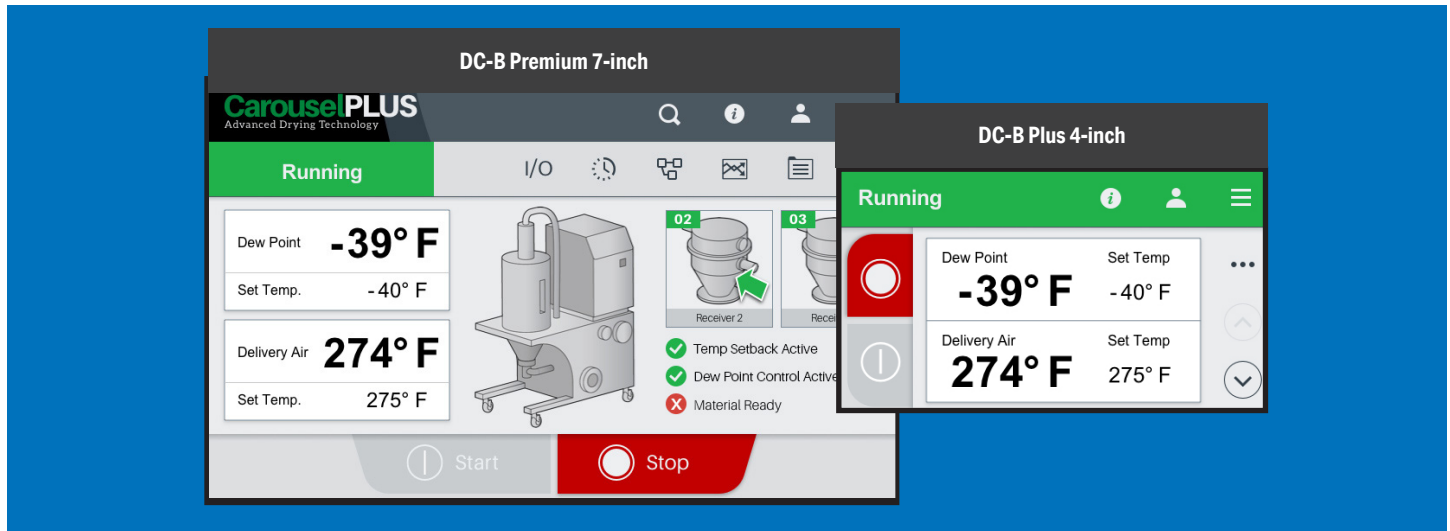 DC-B Premium 7-inch
CarouselPLUS
Advanced Drying Technology
Running
I/O
Dew Point -39° F
Set Temp. -40° F
Delivery Air 274° F
Set Temp. 275° F
02
03
Receiver 2
Temp Setback Active
Dew Point Control Active
Material Ready
Start
Stop
DC-B Plus 4-inch
Running
Dew Point Set Temp
-39° F -40° F
Delivery Air Set Temp
274° F 275° F